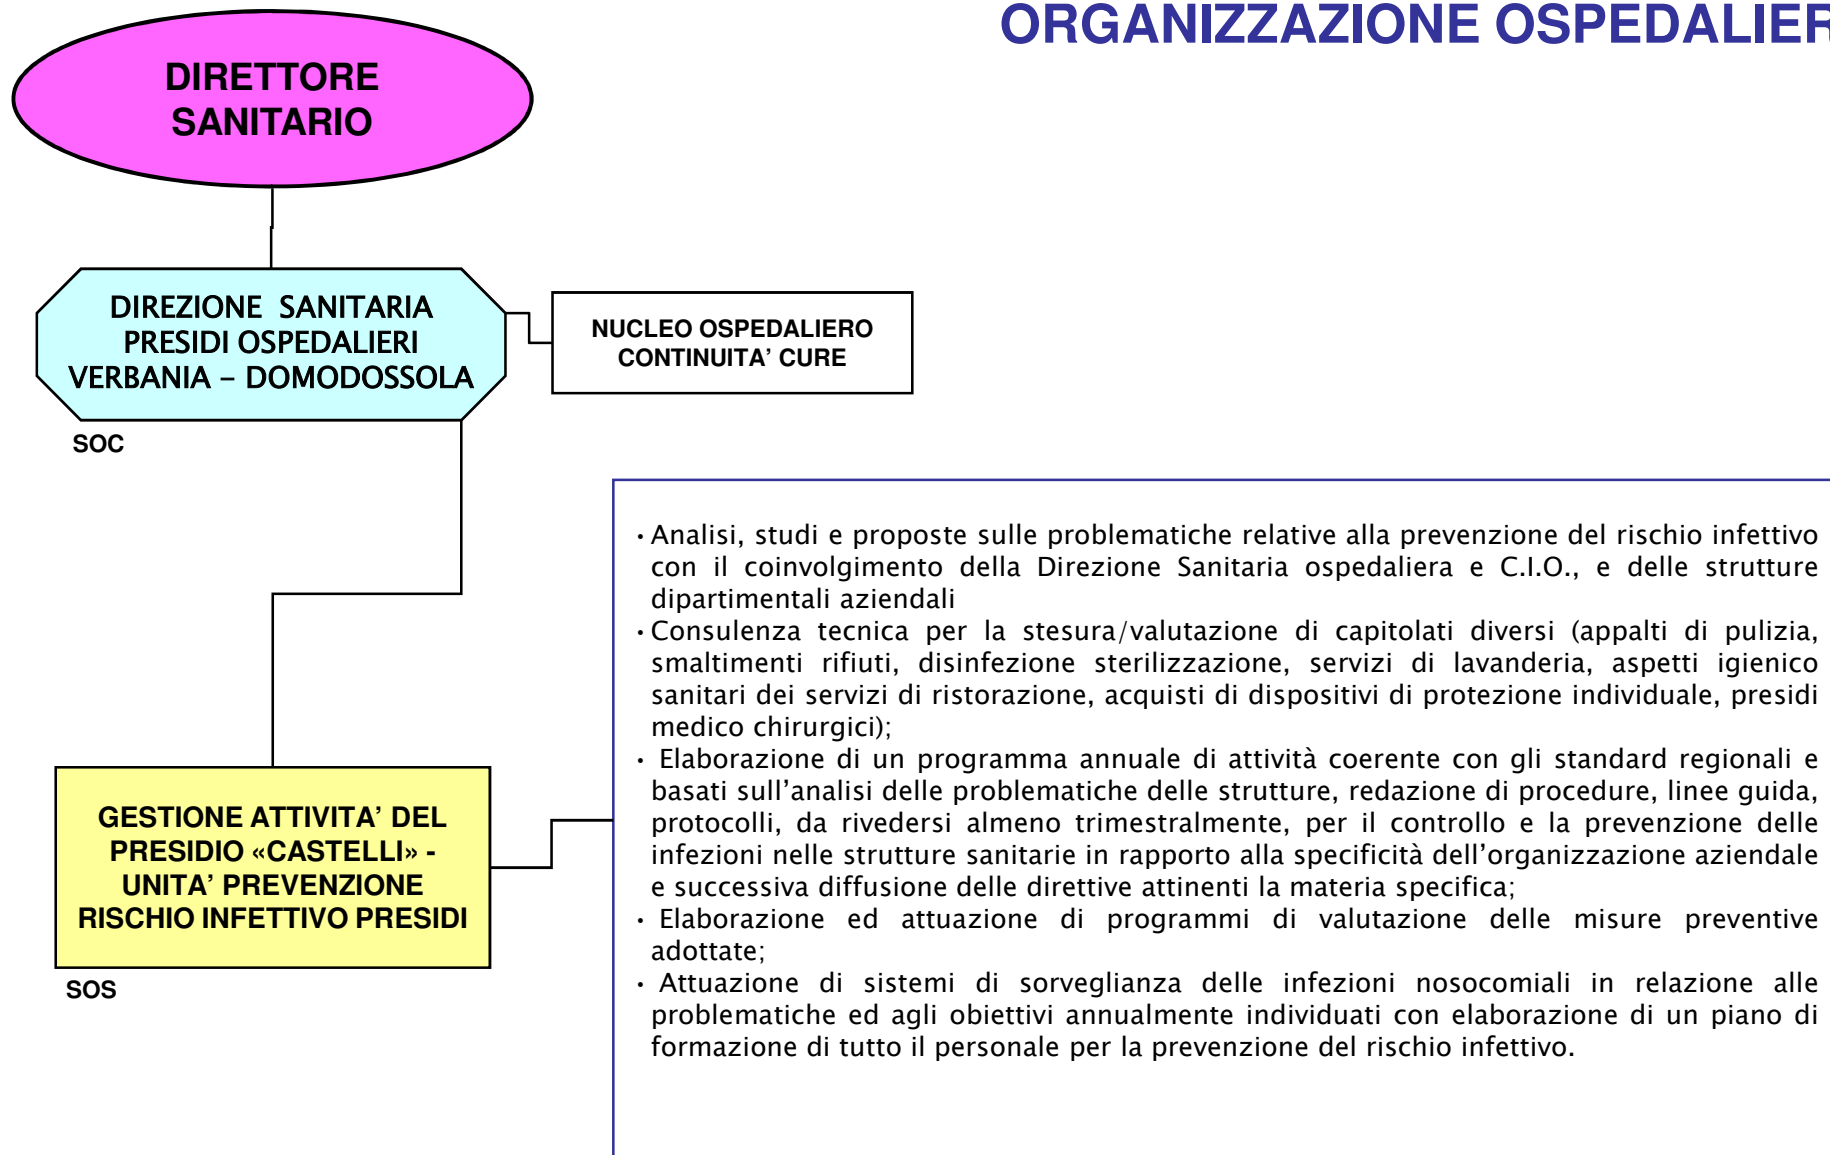 ORGANIZZAZIONE OSPEDALIER
DIRETTORE
SANITARIO
DIREZIONE SANITARIA
PRESIDI OSPEDALIERI
VERBANIA – DOMODOSSOLA
SOC
NUCLEO OSPEDALIERO
CONTINUITA’ CURE
GESTIONE ATTIVITA’ DEL
PRESIDIO «CASTELLI» -
UNITA’ PREVENZIONE
RISCHIO INFETTIVO PRESIDI
SOS
• Analisi, studi e proposte sulle problematiche relative alla prevenzione del rischio infettivo
con il coinvolgimento della Direzione Sanitaria ospedaliera e C.I.O., e delle strutture
dipartimentali aziendali
• Consulenza tecnica per la stesura/valutazione di capitolati diversi (appalti di pulizia,
smaltimenti rifiuti, disinfezione sterilizzazione, servizi di lavanderia, aspetti igienico
sanitari dei servizi di ristorazione, acquisti di dispositivi di protezione individuale, presidi
medico chirurgici);
• Elaborazione di un programma annuale di attività coerente con gli standard regionali e
basati sull’analisi delle problematiche delle strutture, redazione di procedure, linee guida,
protocolli, da rivedersi almeno trimestralmente, per il controllo e la prevenzione delle
infezioni nelle strutture sanitarie in rapporto alla specificità dell’organizzazione aziendale
e successiva diffusione delle direttive attinenti la materia specifica;
• Elaborazione ed attuazione di programmi di valutazione delle misure preventive
adottate;
• Attuazione di sistemi di sorveglianza delle infezioni nosocomiali in relazione alle
problematiche ed agli obiettivi annualmente individuati con elaborazione di un piano di
formazione di tutto il personale per la prevenzione del rischio infettivo.